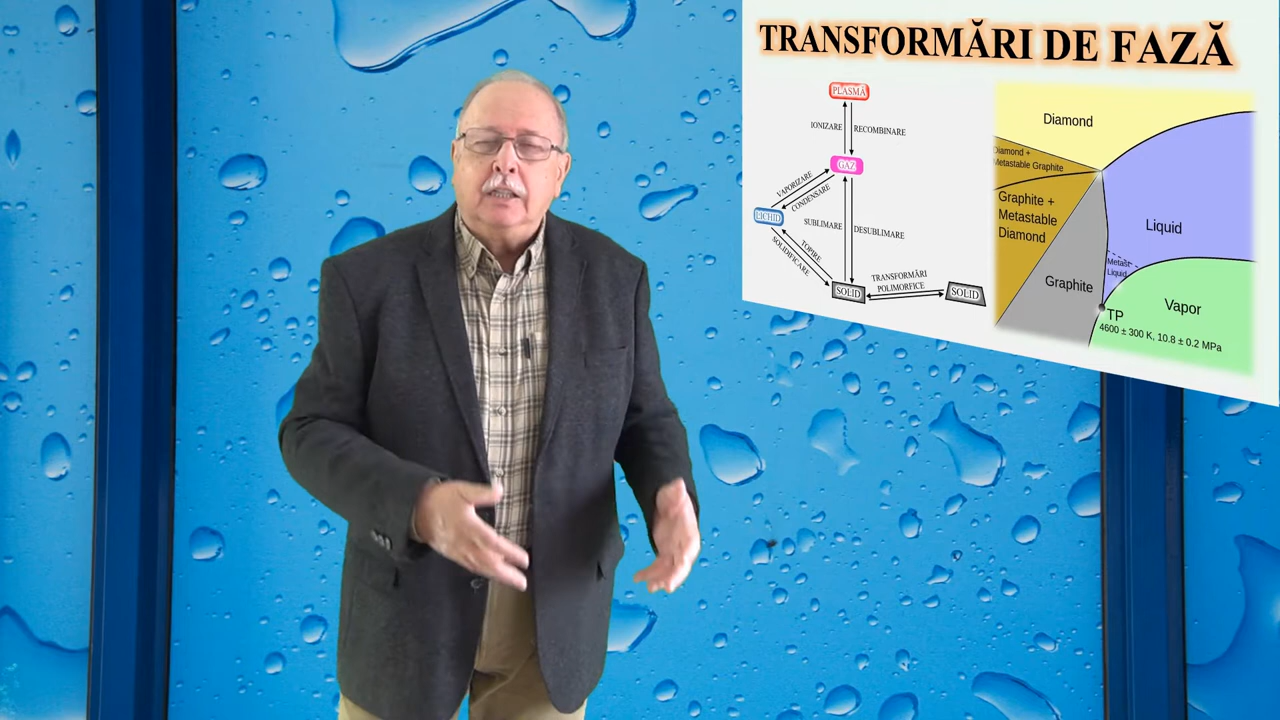 TRANSFORMĂRI DE FAZĂ
PLASMĂ
IONIZARE
RECOMBINARE
GAZ
VAPORIZARE
CONDENSARE
LICHID
SUBLIMARE
DESUBLIMARE
TOPIRE
SOLIDIFICARE
TRANSFORMĂRI
POLIMORFICE
SOLID
SOLID
Diamond
Diamond +
Metastable Graphite
Graphite +
Metastable
Diamond
Liquid
Metast
Liquid
Graphite
Vapor
TP
4600 ± 300 K, 10.8 ± 0.2 MPa